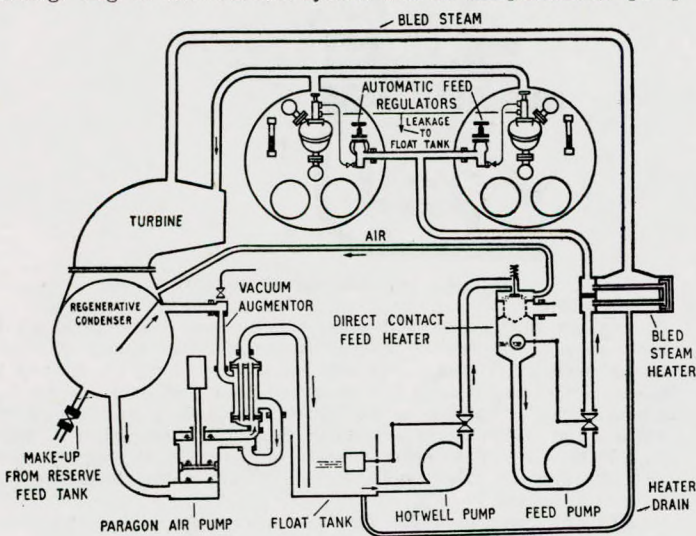 BLED STEAM
AUTOMATIC FEED
REGULATORS
LEAKAGE
TO
FLOAT TANK
TURBINE
AIR
VACUUM
AUGMENTOR
REGENERATIVE
CONDENSER
DIRECT CONTACT
FEED HEATER
BLED
STEAM
HEATER
MAKE-UP
FROM RESERVE
FEED TANK
PARAGON AIR PUMP
FLOAT TANK
HOTWELL PUMP
FEED PUMP
HEATER
DRAIN